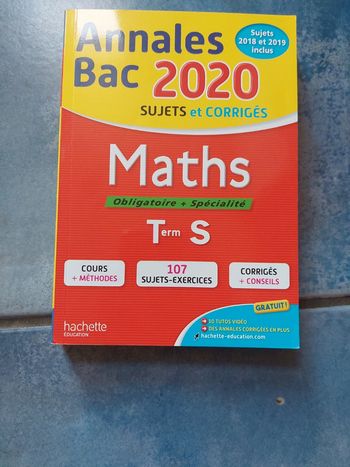 Annales
Bac 2020
Sujets
2018 et 2019
inclus
SUJETS et CORRIGÉS
Maths
Obligatoire + Spécialité
Term S
COURS
+ MÉTHODES
107
SUJETS-EXERCICES
CORRIGÉS
+ CONSEILS
GRATUIT !
10 TUTOS VIDÉO
DES ANNALES CORRIGÉES EN PLUS
hachette-education.com
hachette
ÉDUCATION